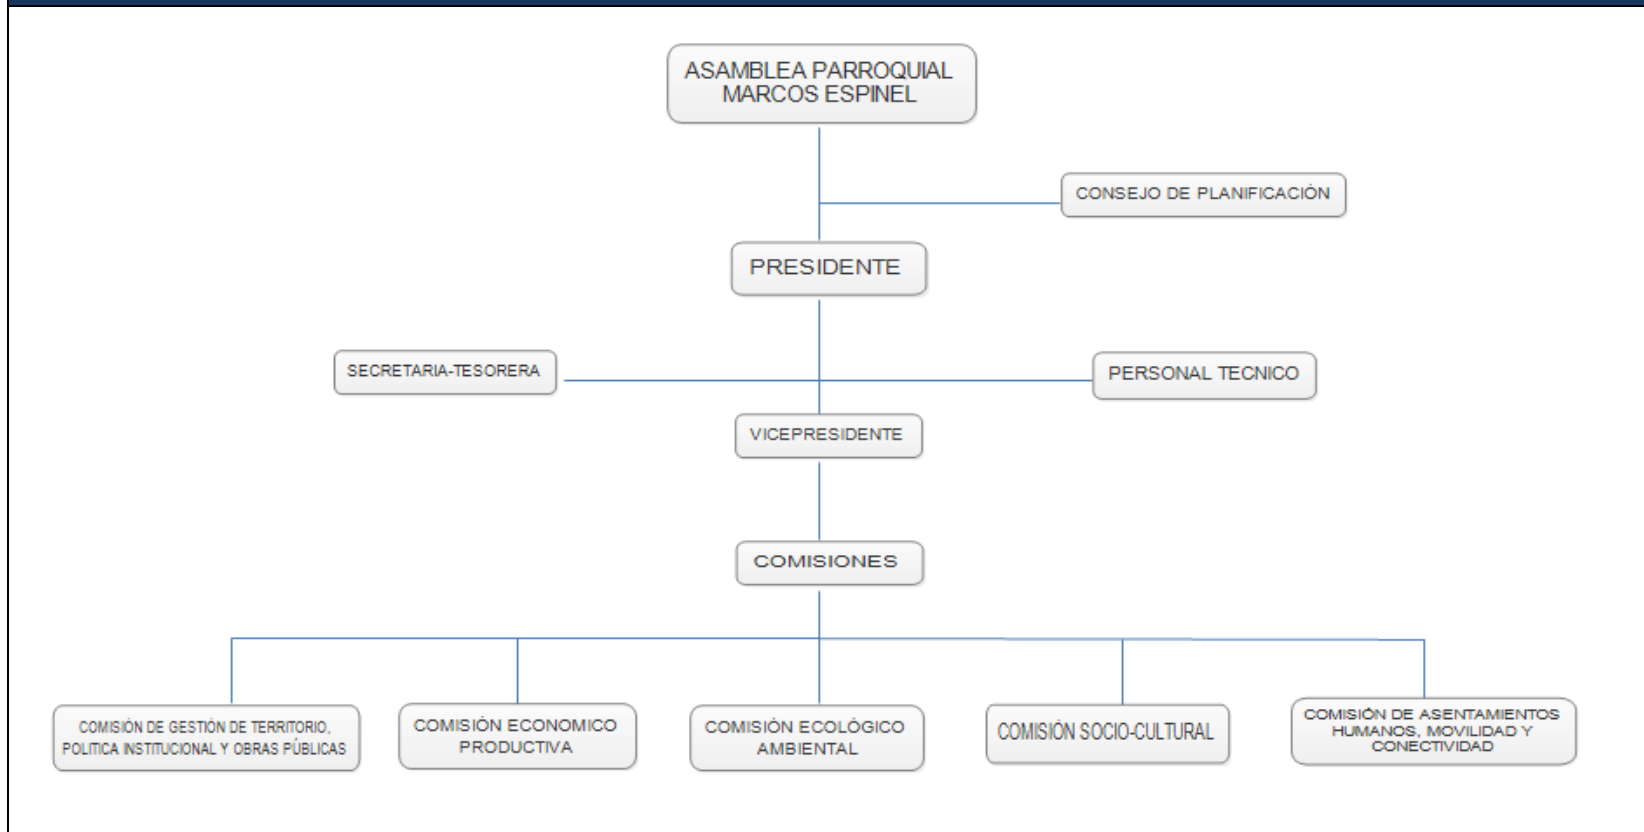 ASAMBLEA PARROQUIAL
MARCOS ESPINEL
CONSEJO DE PLANIFICACIÓN
PRESIDENTE
SECRETARIA-TESORERA
PERSONAL TECNICO
VICEPRESIDENTE
COMISIONES
COMISIÓN DE GESTIÓN DE TERRITORIO,
POLITICA INSTITUCIONAL Y OBRAS PÚBLICAS
COMISIÓN ECONOMICO
PRODUCTIVA
COMISIÓN ECOLÓGICO
AMBIENTAL
COMISIÓN SOCIO-CULTURAL
COMISIÓN DE ASENTAMIENTOS
HUMANOS, MOVILIDAD Y
CONECTIVIDAD